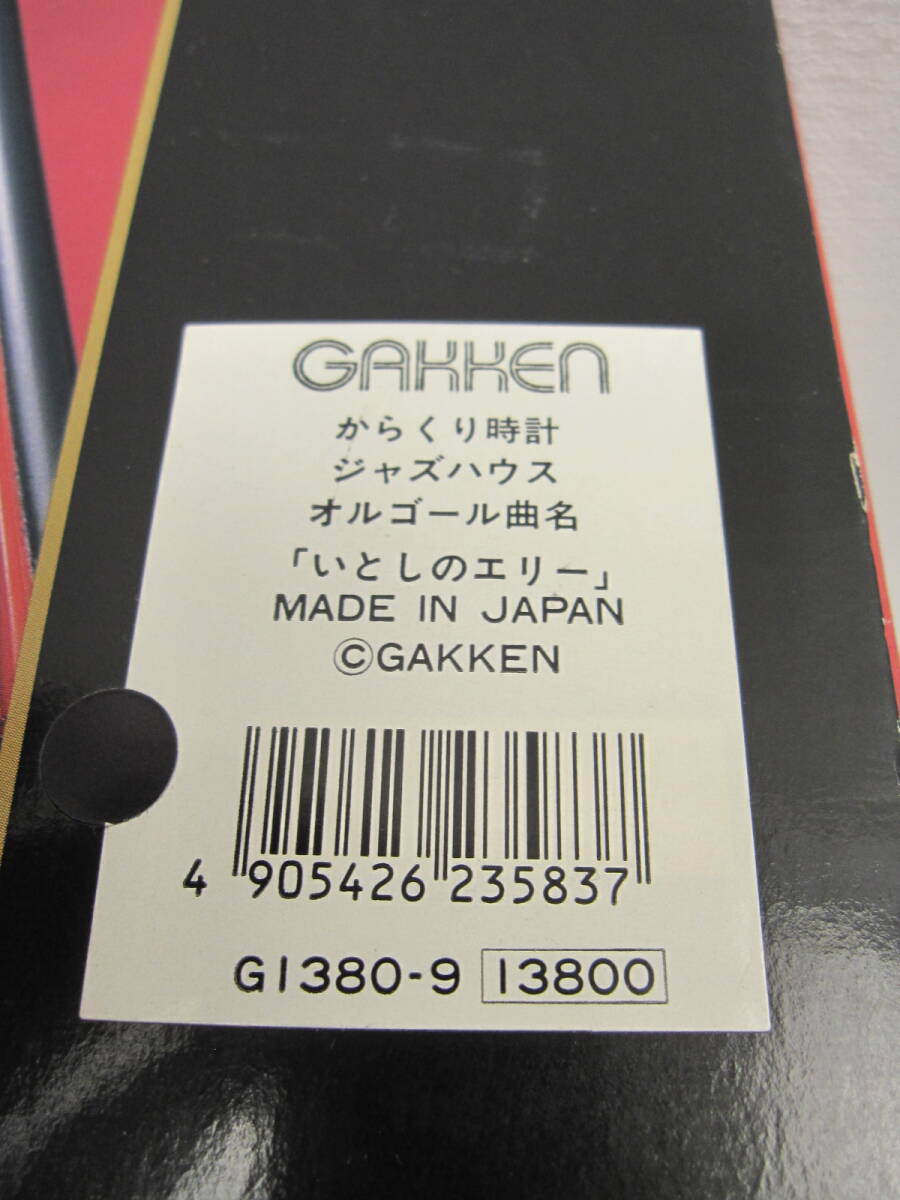 GAKKEN
からくり時計
ジャズハウス
オルゴール曲名
「いとしのエリー」
MADE IN JAPAN
©GAKKEN
4 905426 235837
G1380-9 13800